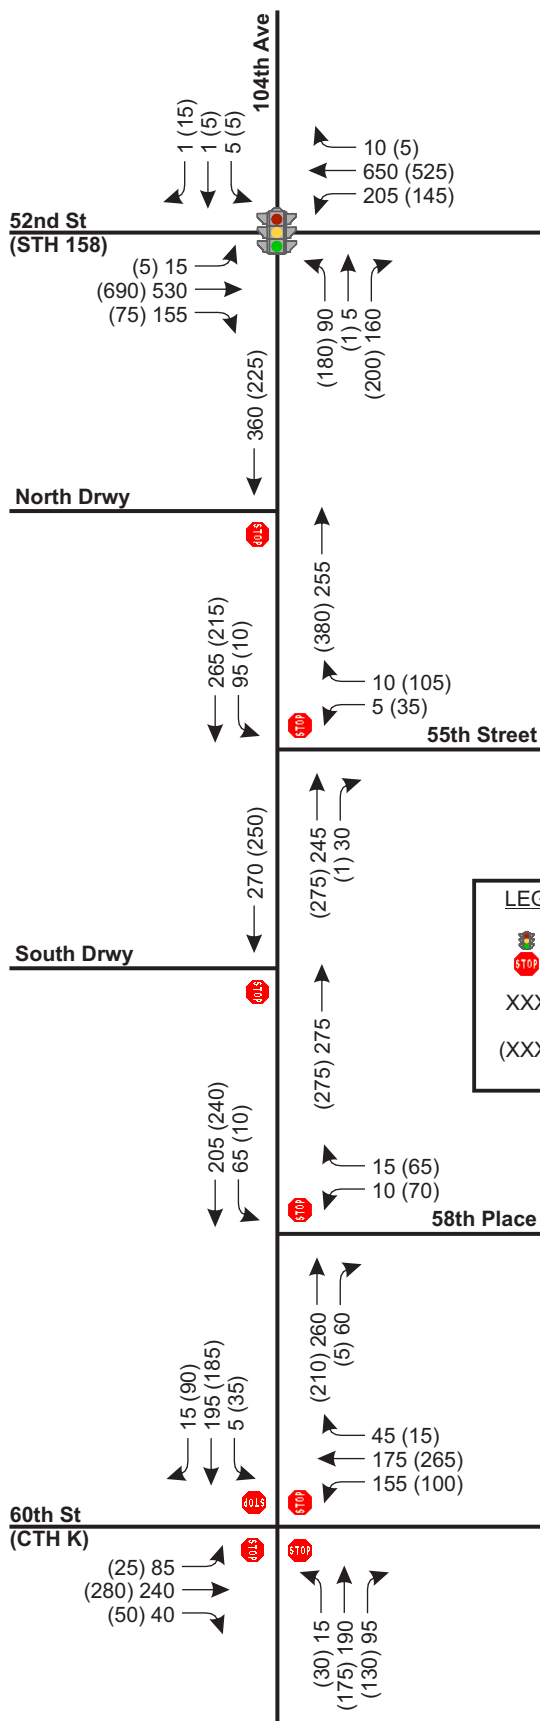 104th Ave
1 (15)
1 (5)
5 (5)
10 (5)
650 (525)
205 (145)
52nd St
(STH 158)
(5) 15
(690) 530
(75) 155
(180) 90
(1) 5
(200) 160
360 (225)
North Drwy
STOP
(380) 255
265 (215)
95 (10)
10 (105)
5 (35)
STOP
55th Street
(275) 245
(1) 30
270 (250)
LEG
STOP
XXX
(XXX
South Drwy
STOP
(275) 275
205 (240)
65 (10)
15 (65)
10 (70)
STOP
58th Place
(210) 260
(5) 60
15 (90)
195 (185)
5 (35)
45 (15)
175 (265)
155 (100)
STOP
STOP
60th St
(CTH K)
STOP
STOP
(25) 85
(280) 240
(50) 40
(30) 15
(175) 190
(130) 95